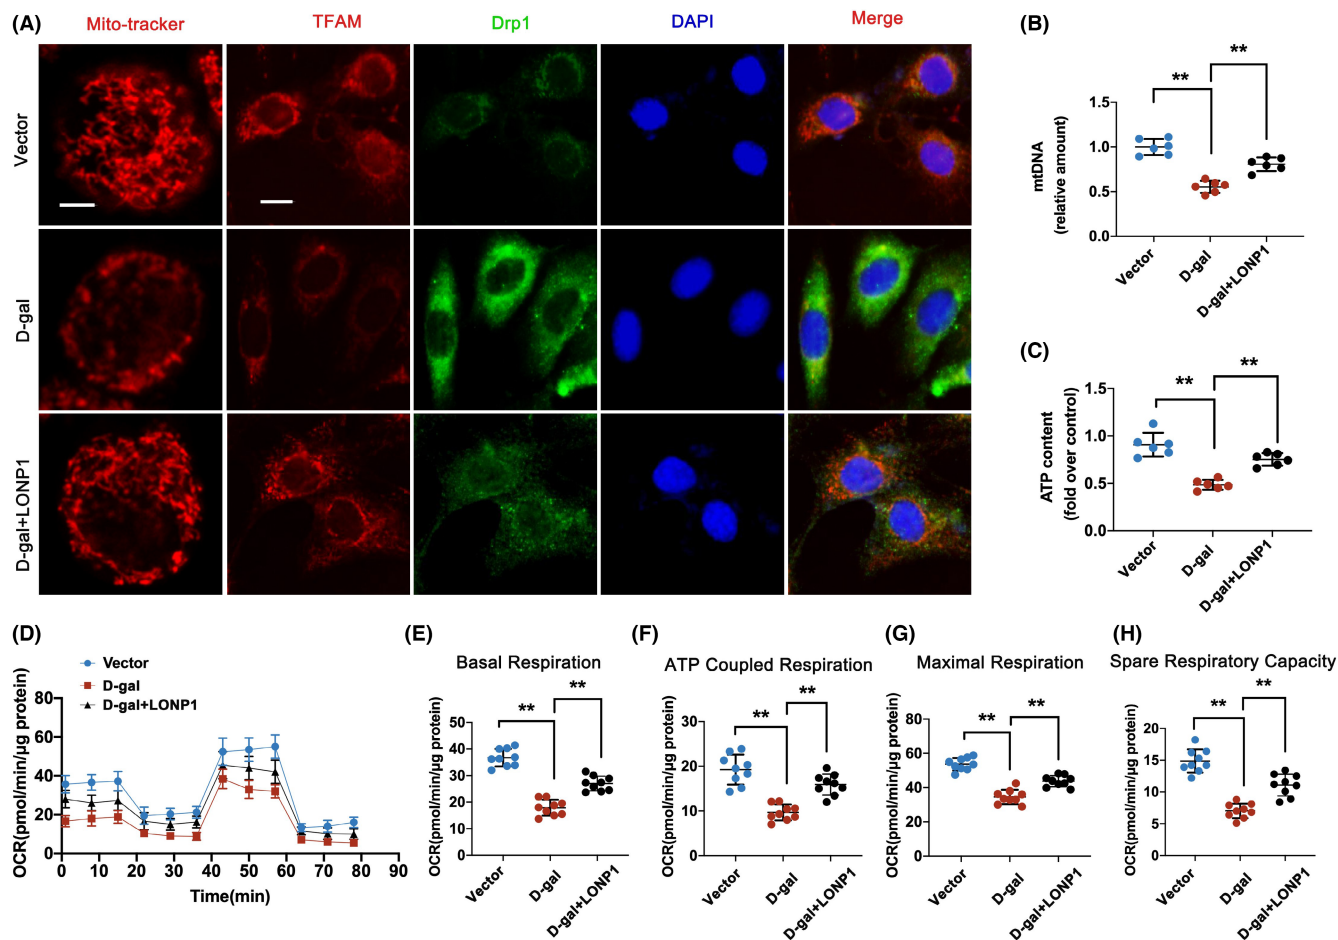 (A)
Mito-tracker
TFAM
Drp1
DAPI
Merge
Vector
D-gal
D-gal+LONP1
(B)
**
**
mtDNA
(relative amount)
1.5
1.0
0.5
0.0
Vector
D-gal
D-gal+LONP1
(C)
**
**
ATP content
(fold over control)
1.5
1.0
0.5
0.0
Vector
D-gal
D-gal+LONP1
(D)
Vector
D-gal
D-gal+LONP1
OCR(pmol/min/μg protein)
80
60
40
20
0
0 10 20 30 40 50 60 70 80 90
Time(min)
(E)
Basal Respiration
**
**
OCR(pmol/min/μg protein)
50
40
30
20
10
0
Vector
D-gal
D-gal+LONP1
(F)
ATP Coupled Respiration
**
**
OCR(pmo/min/μg protein)
30
20
10
0
Vector
D-gal
D-gal+LONP1
(G)
Maximal Respiration
**
**
OCR(pmo/min/μg protein)
80
60
40
20
0
Vector
D-gal
D-gal+LONP1
(H)
Spare Respiratory Capacity
**
**
OCR(pmo/min/μg protein)
20
15
10
5
0
Vector
D-gal
D-gal+LONP1